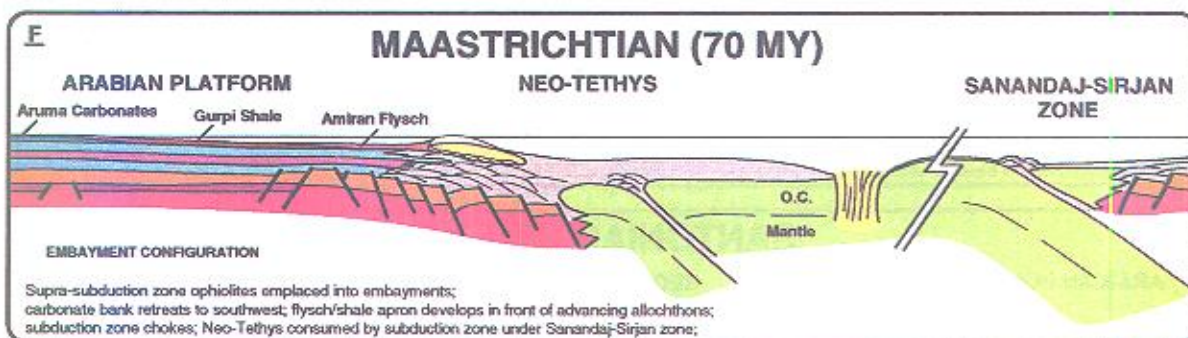 F
MAASTRICHTIAN (70 MY)
ARABIAN PLATFORM
NEO-TETHYS
SANANDAJ-SIRJAN
ZONE
Aruma Carbonates
Gurpi Shale
Amiran Flysch
O.C.
Mantle
EMBAYMENT CONFIGURATION
Supra-subduction zone ophiolites emplaced into embayments;
carbonate bank retreats to southwest; flysch/shale apron develops in front of advancing allochthons;
subduction zone chokes; Neo-Tethys consumed by subduction zone under Sanandaj-Sirjan zone;